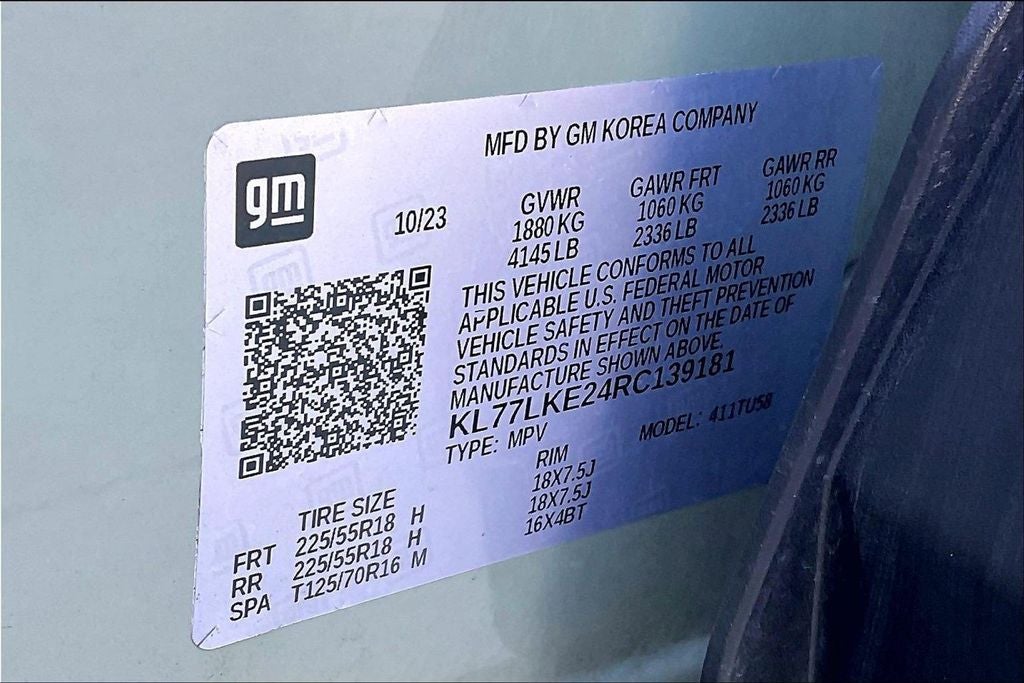 MFD BY GM KOREA COMPANY
gm
10/23
GVWR GAWR FRT GAWR RR
1880 KG 1060 KG 1060 KG
4145 LB 2336 LB 2336 LB
THIS VEHICLE CONFORMS TO ALL
APPLICABLE U.S. FEDERAL MOTOR
VEHICLE SAFETY AND THEFT PREVENTION
STANDARDS IN EFFECT ON THE DATE OF
MANUFACTURE SHOWN ABOVE.
KL77LKE24RC139181
TYPE: MPV MODEL: 411TU58
TIRE SIZE RIM
FRT 225/55R18 H 18X7.5J
RR 225/55R18 H 18X7.5J
SPA T125/70R16 M 16X4BT